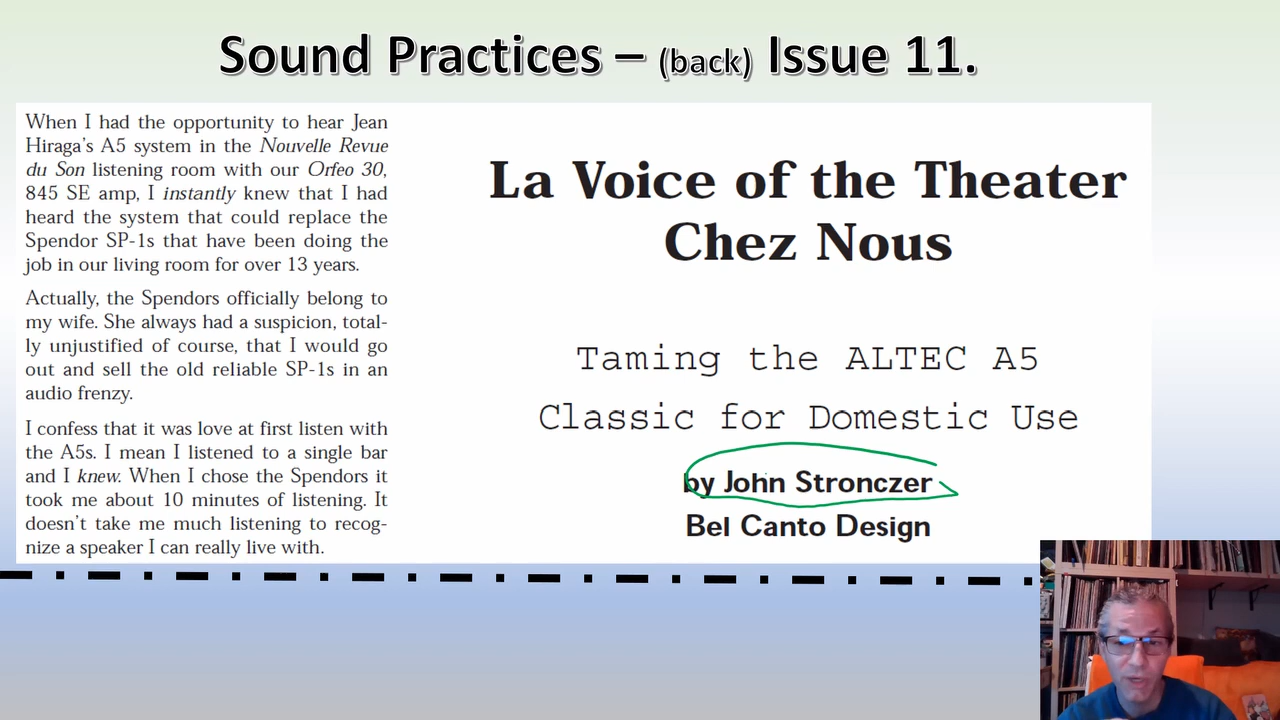 Sound Practices – (back) Issue 11.
When I had the opportunity to hear Jean
Hiraga's A5 system in the Nouvelle Revue
du Son listening room with our Orfeo 30,
845 SE amp, I instantly knew that I had
heard the system that could replace the
Spendor SP-1s that have been doing the
job in our living room for over 13 years.
Actually, the Spendors officially belong to
my wife. She always had a suspicion, total-
ly unjustified of course, that I would go
out and sell the old reliable SP-1s in an
audio frenzy.
I confess that it was love at first listen with
the A5s. I mean I listened to a single bar
and I knew. When I chose the Spendors it
took me about 10 minutes of listening. It
doesn't take me much listening to recog-
nize a speaker I can really live with.
La Voice of the Theater
Chez Nous
Taming the ALTEC A5
Classic for Domestic Use
by John Stronczer
Bel Canto Design